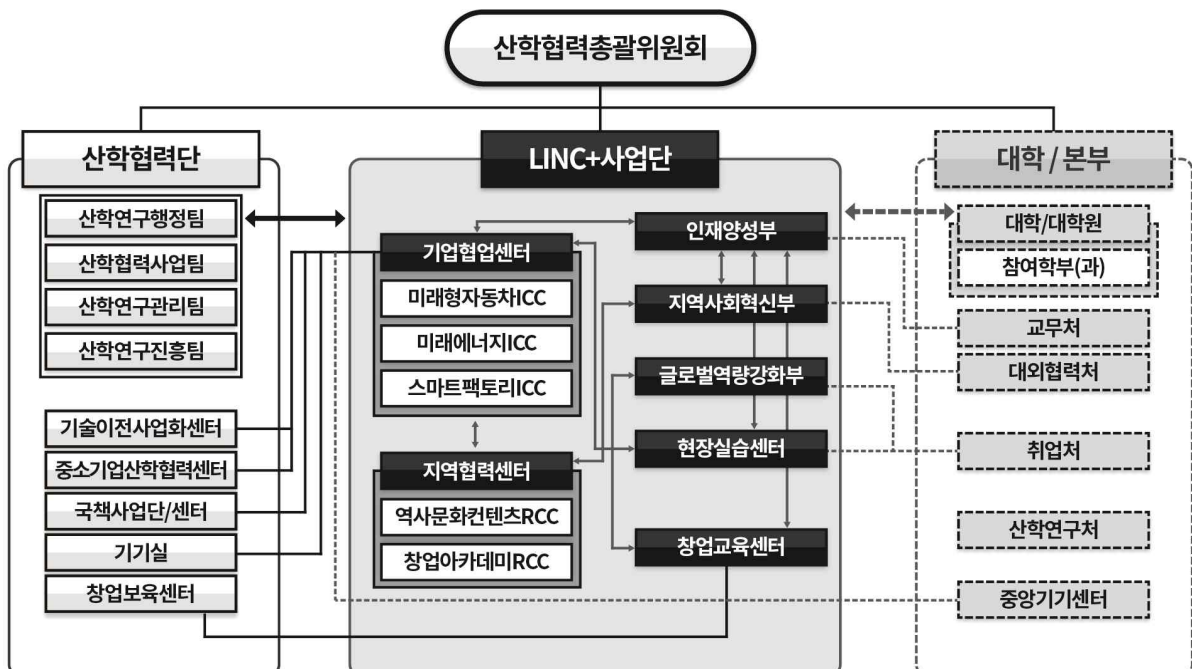 산학협력총괄위원회
산학협력단
산학연구행정팀
산학협력사업팀
산학연구관리팀
산학연구진흥팀
기술이전사업화센터
중소기업산학협력센터
국책사업단/센터
기기실
창업보육센터
LINC+사업단
기업협업센터
미래형자동차ICC
미래에너지ICC
스마트팩토리ICC
지역협력센터
역사문화컨텐츠RCC
창업아카데미RCC
인재양성부
지역사회혁신부
글로벌역량강화부
현장실습센터
창업교육센터
대학 / 본부
대학/대학원
참여학부(과)
교무처
대외협력처
취업처
산학연구처
중앙기기센터